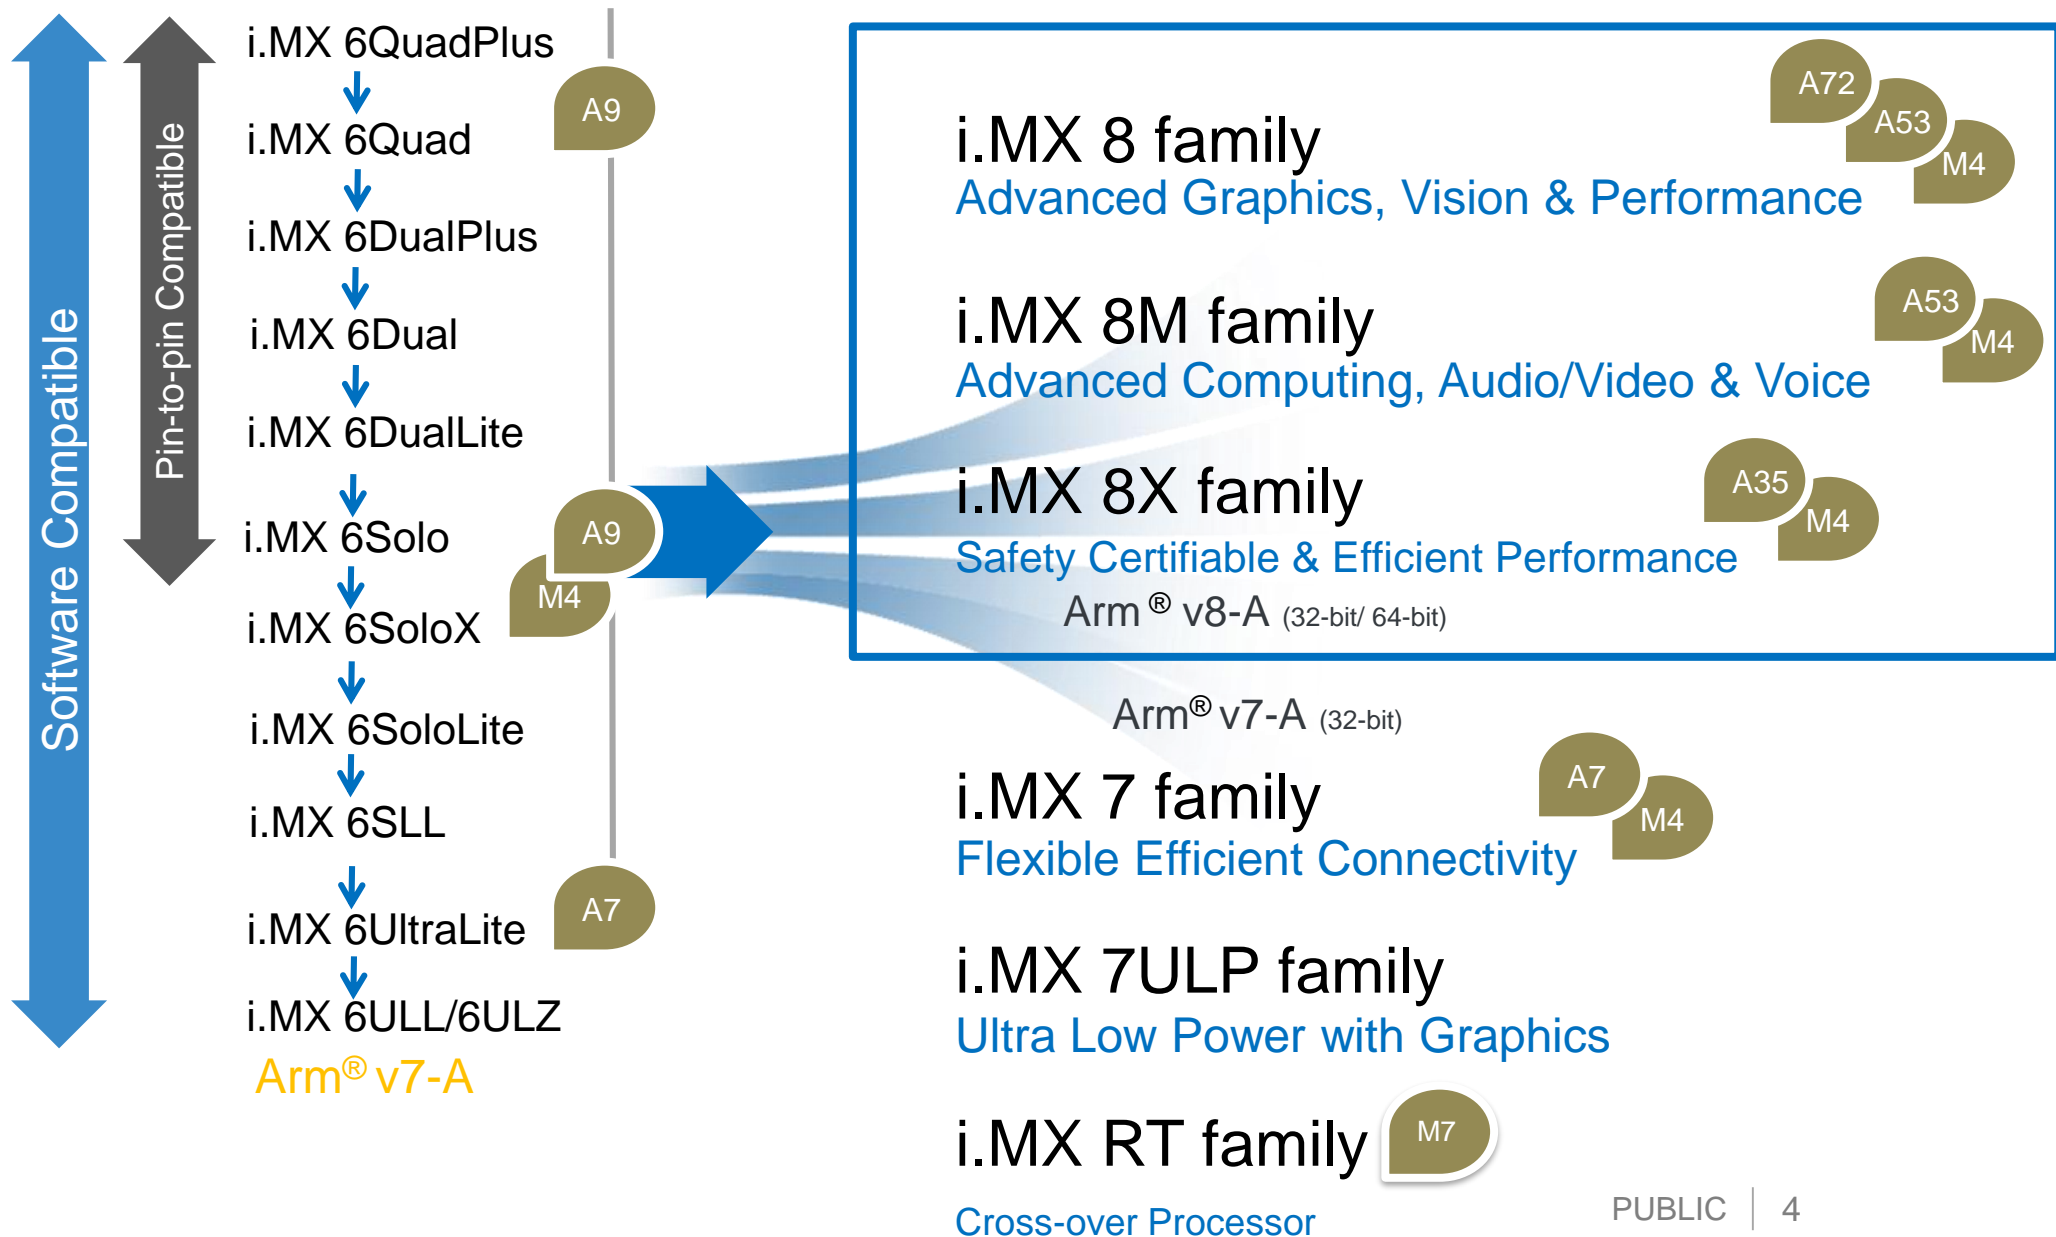 Software Compatible
Pin-to-pin Compatible
i.MX 6QuadPlus
A9
i.MX 6Quad
i.MX 6DualPlus
i.MX 6Dual
i.MX 6DualLite
i.MX 6Solo
A9
M4
i.MX 6SoloX
i.MX 6SoloLite
i.MX 6SLL
i.MX 6UltraLite
A7
i.MX 6ULL/6ULZ
Arm® v7-A
i.MX 8 family
A72
A53
M4
Advanced Graphics, Vision & Performance
i.MX 8M family
A53
M4
Advanced Computing, Audio/Video & Voice
i.MX 8X family
A35
M4
Safety Certifiable & Efficient Performance
Arm ® v8-A (32-bit/ 64-bit)
Arm® v7-A (32-bit)
i.MX 7 family
A7
M4
Flexible Efficient Connectivity
i.MX 7ULP family
Ultra Low Power with Graphics
i.MX RT family
M7
Cross-over Processor
PUBLIC | 4